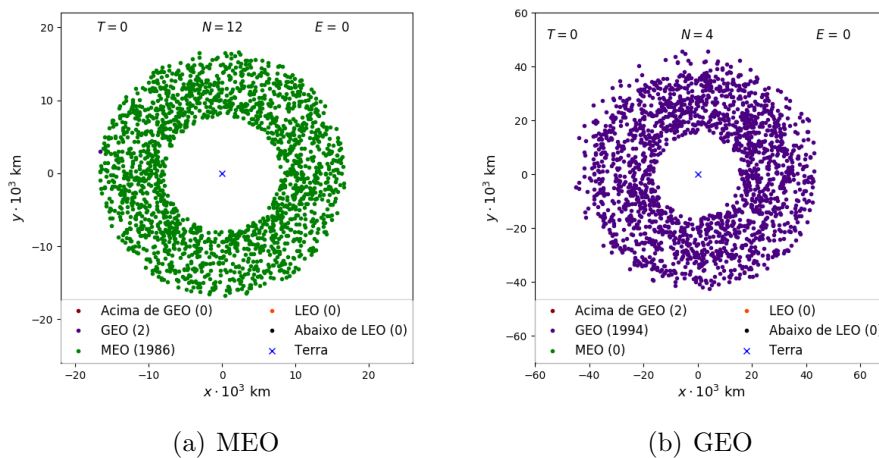 T = 0 N = 12 E = 0
20
10
0
−10
−20
y · 10³ km
Acima de GEO (0) LEO (0)
GEO (2) Abaixo de LEO (0)
MEO (1986) Terra
−20 −10 0 10 20
x · 10³ km
(a) MEO
T = 0 N = 4 E = 0
60
40
20
0
−20
−40
−60
y · 10³ km
Acima de GEO (2) LEO (0)
GEO (1994) Abaixo de LEO (0)
MEO (0) Terra
−60 −40 −20 0 20 40 60
x · 10³ km
(b) GEO